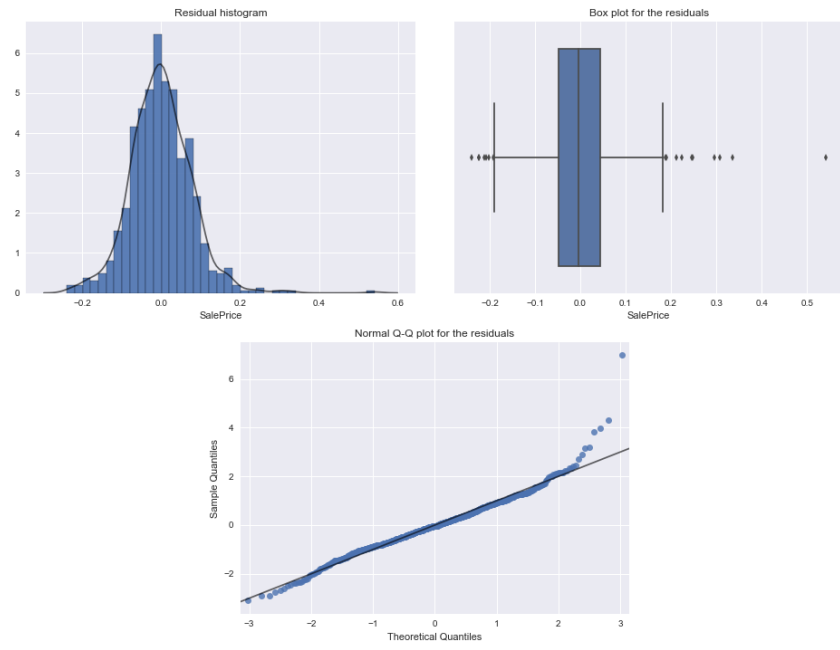 Residual histogram
6
5
4
3
2
1
0
−0.2 0.0 0.2 0.4 0.6
SalePrice
Box plot for the residuals
−0.2 −0.1 0.0 0.1 0.2 0.3 0.4 0.5
SalePrice
Normal Q-Q plot for the residuals
Sample Quantiles
6
4
2
0
−2
−3 −2 −1 0 1 2 3
Theoretical Quantiles